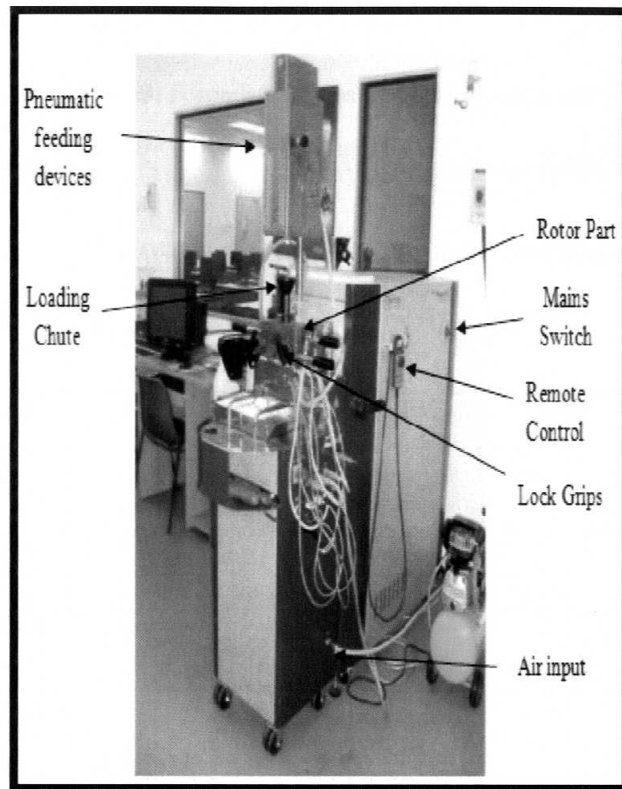 Pneumatic
feeding
devices
Loading
Chute
Rotor Part
Mains
Switch
Remote
Control
Lock Grips
Air input